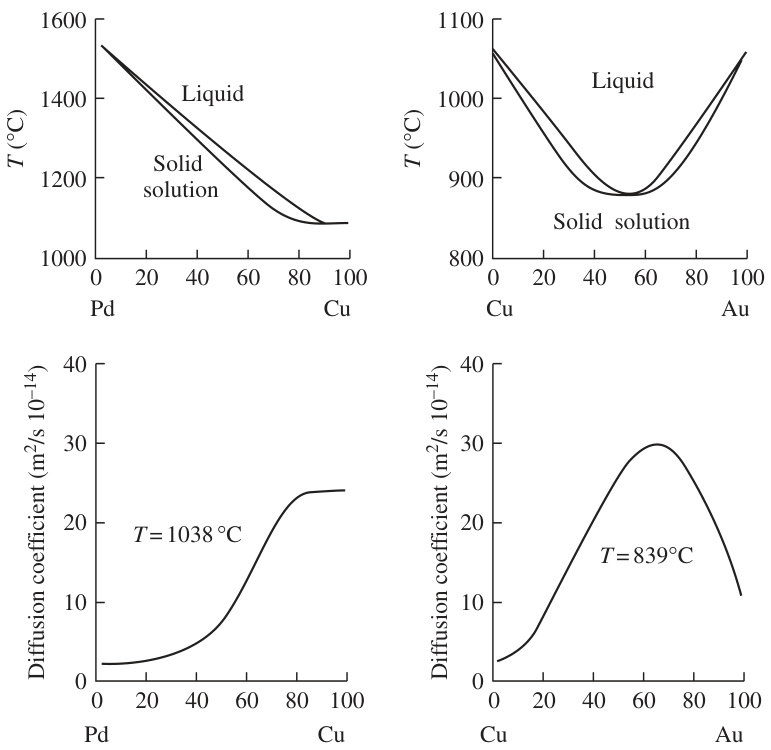 1600
1400
1200
1000
T (°C)
Liquid
Solid
solution
0 20 40 60 80 100
Pd Cu
1100
1000
900
800
T (°C)
Liquid
Solid solution
0 20 40 60 80 100
Cu Au
40
30
20
10
0
Diffusion coefficient (m²/s 10⁻¹⁴)
T = 1038 °C
0 20 40 60 80 100
Pd Cu
40
30
20
10
0
Diffusion coefficient (m²/s 10⁻¹⁴)
T = 839°C
0 20 40 60 80 100
Cu Au